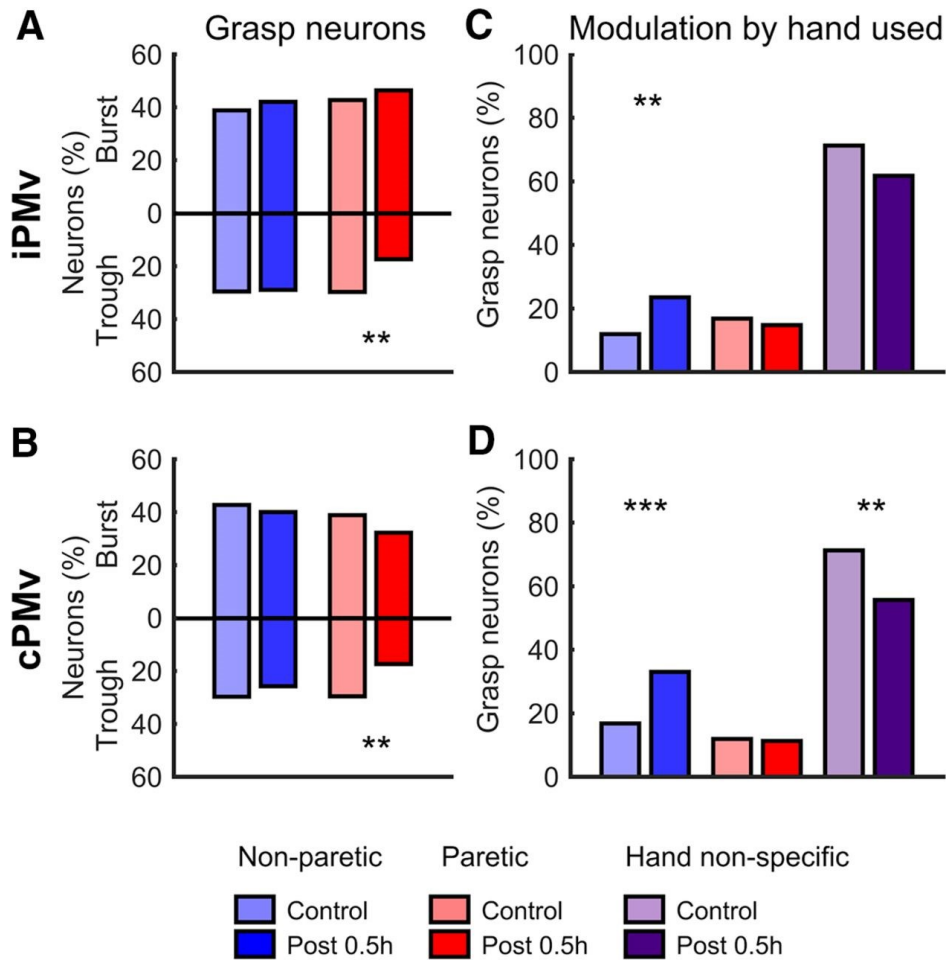 A
Grasp neurons
iPMv
Neurons (%)
Trough Burst
60
40
20
0
20
40
60
**
C
Modulation by hand used
Grasp neurons (%)
100
80
60
40
20
0
**
B
cPMv
Neurons (%)
Trough Burst
60
40
20
0
20
40
60
**
D
Grasp neurons (%)
100
80
60
40
20
0
***
**
Non-paretic Paretic Hand non-specific
Control Control Control
Post 0.5h Post 0.5h Post 0.5h